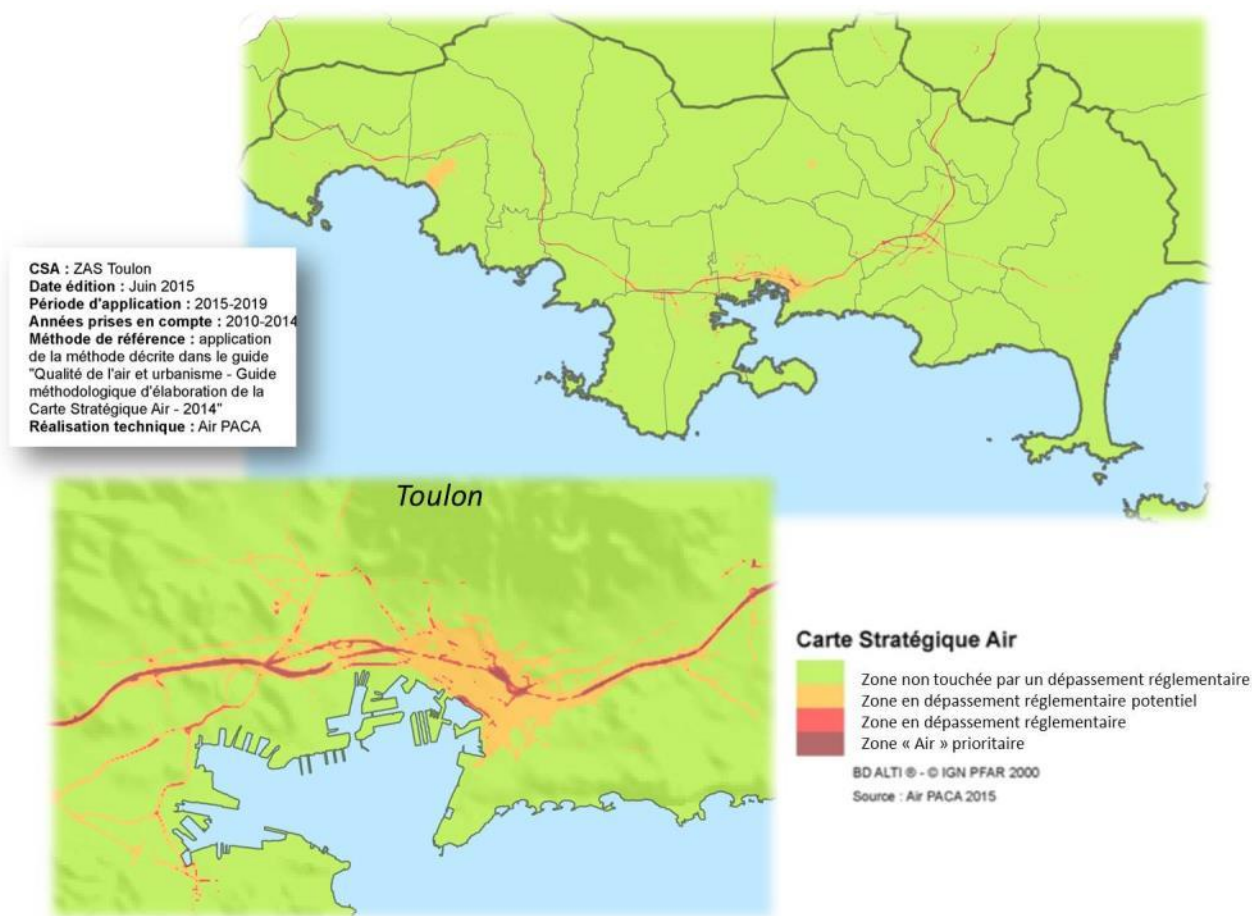 CSA : ZAS Toulon
Date édition : Juin 2015
Période d'application : 2015-2019
Années prises en compte : 2010-2014
Méthode de référence : application
de la méthode décrite dans le guide
"Qualité de l'air et urbanisme - Guide
méthodologique d'élaboration de la
Carte Stratégique Air - 2014"
Réalisation technique : Air PACA
Toulon
Carte Stratégique Air
Zone non touchée par un dépassement réglementaire
Zone en dépassement réglementaire potentiel
Zone en dépassement réglementaire
Zone « Air » prioritaire
BD ALTI ® - © IGN PFAR 2000
Source : Air PACA 2015